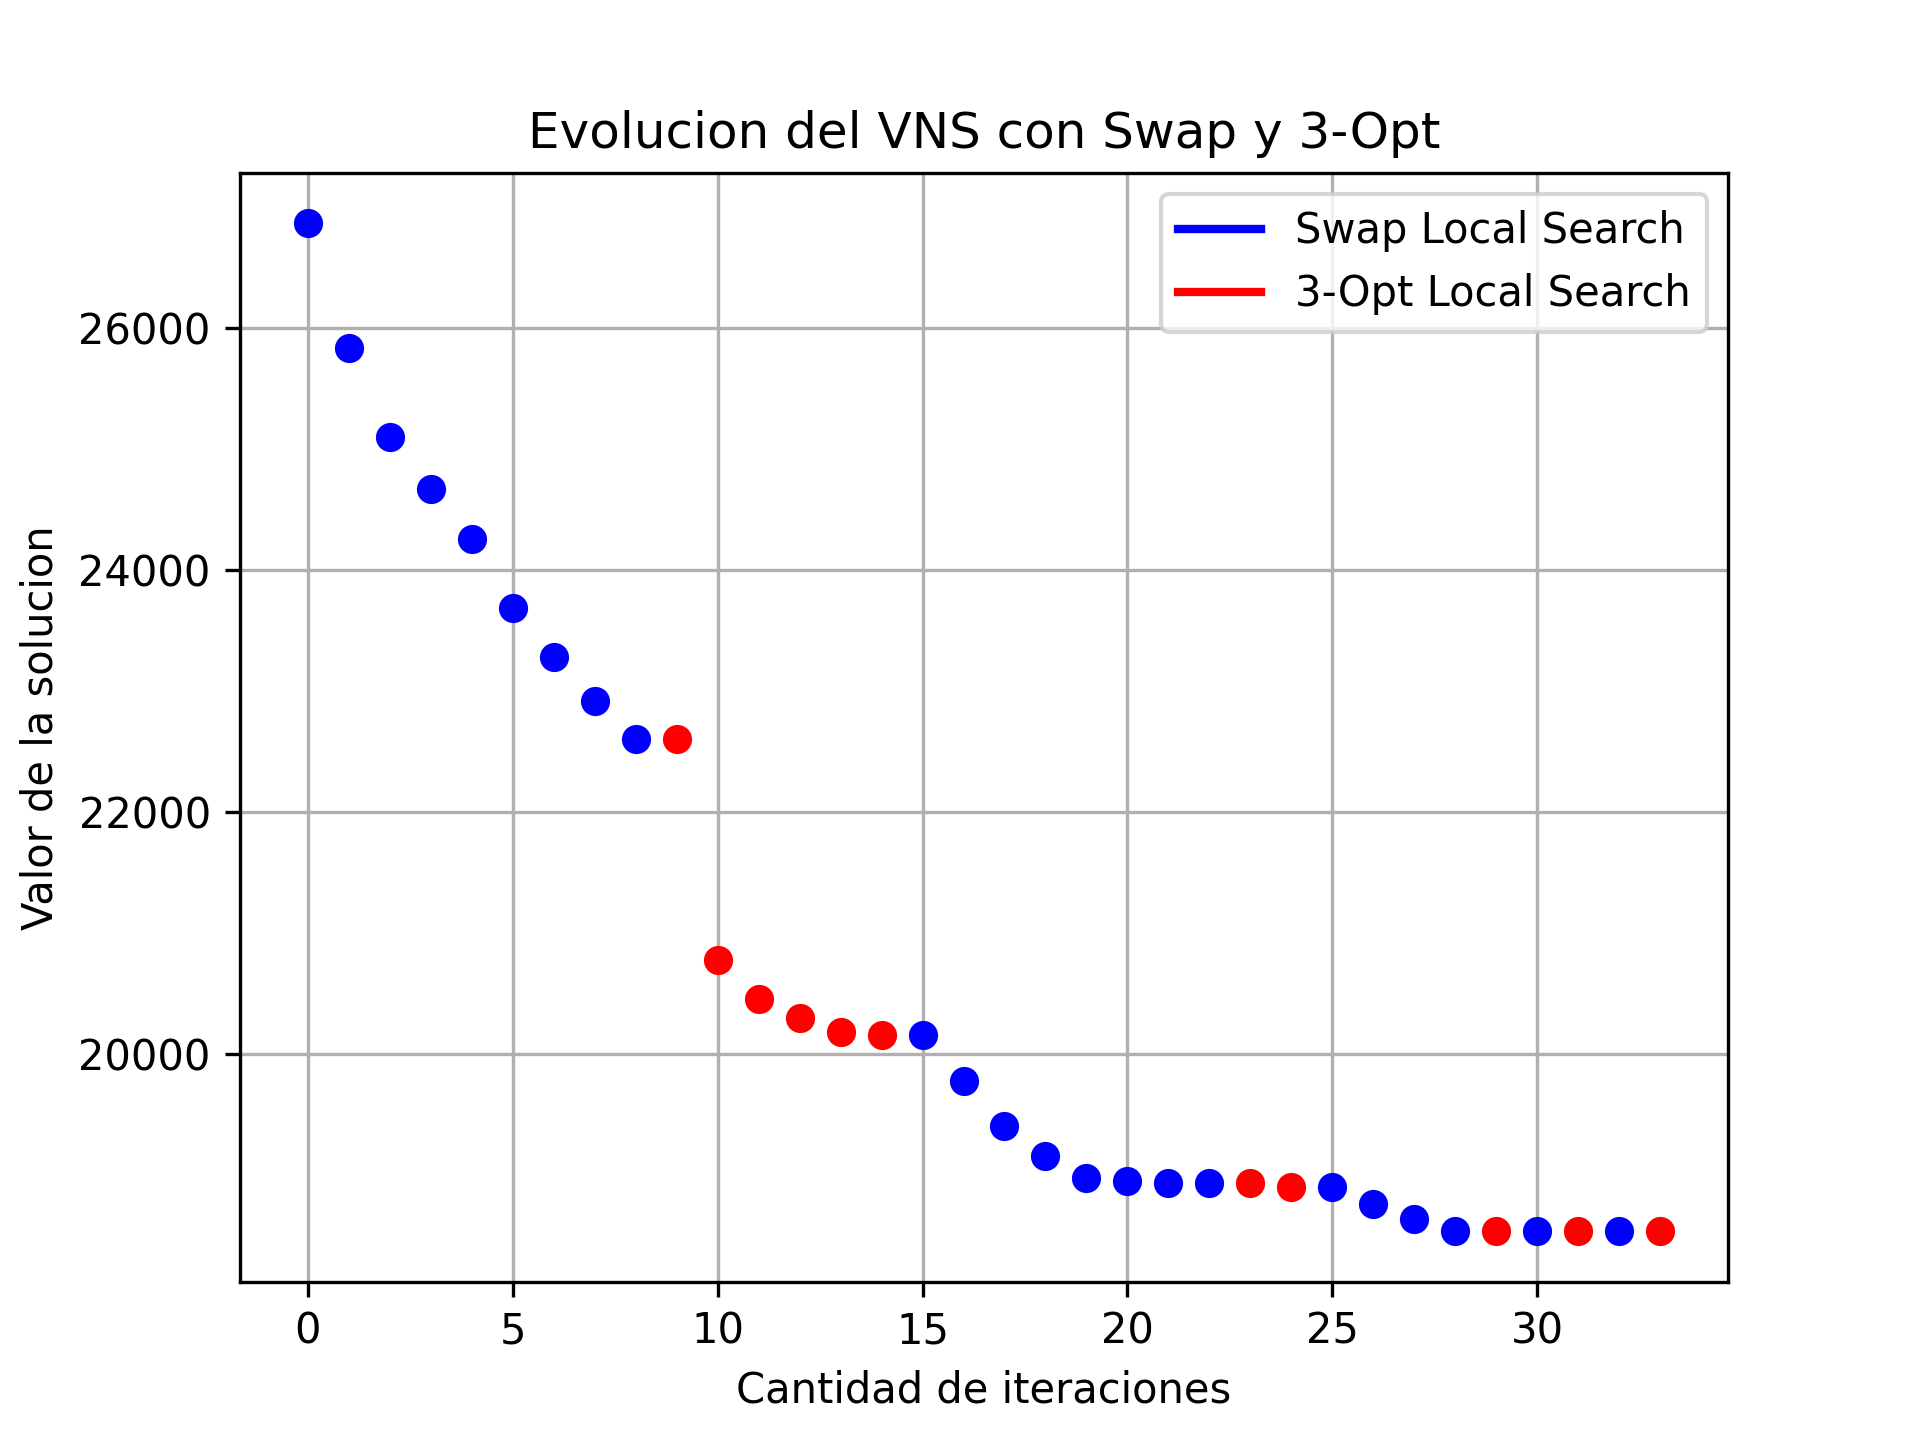 Evolucion del VNS con Swap y 3-Opt
Swap Local Search
3-Opt Local Search
26000
24000
22000
20000
Valor de la solucion
0 5 10 15 20 25 30
Cantidad de iteraciones